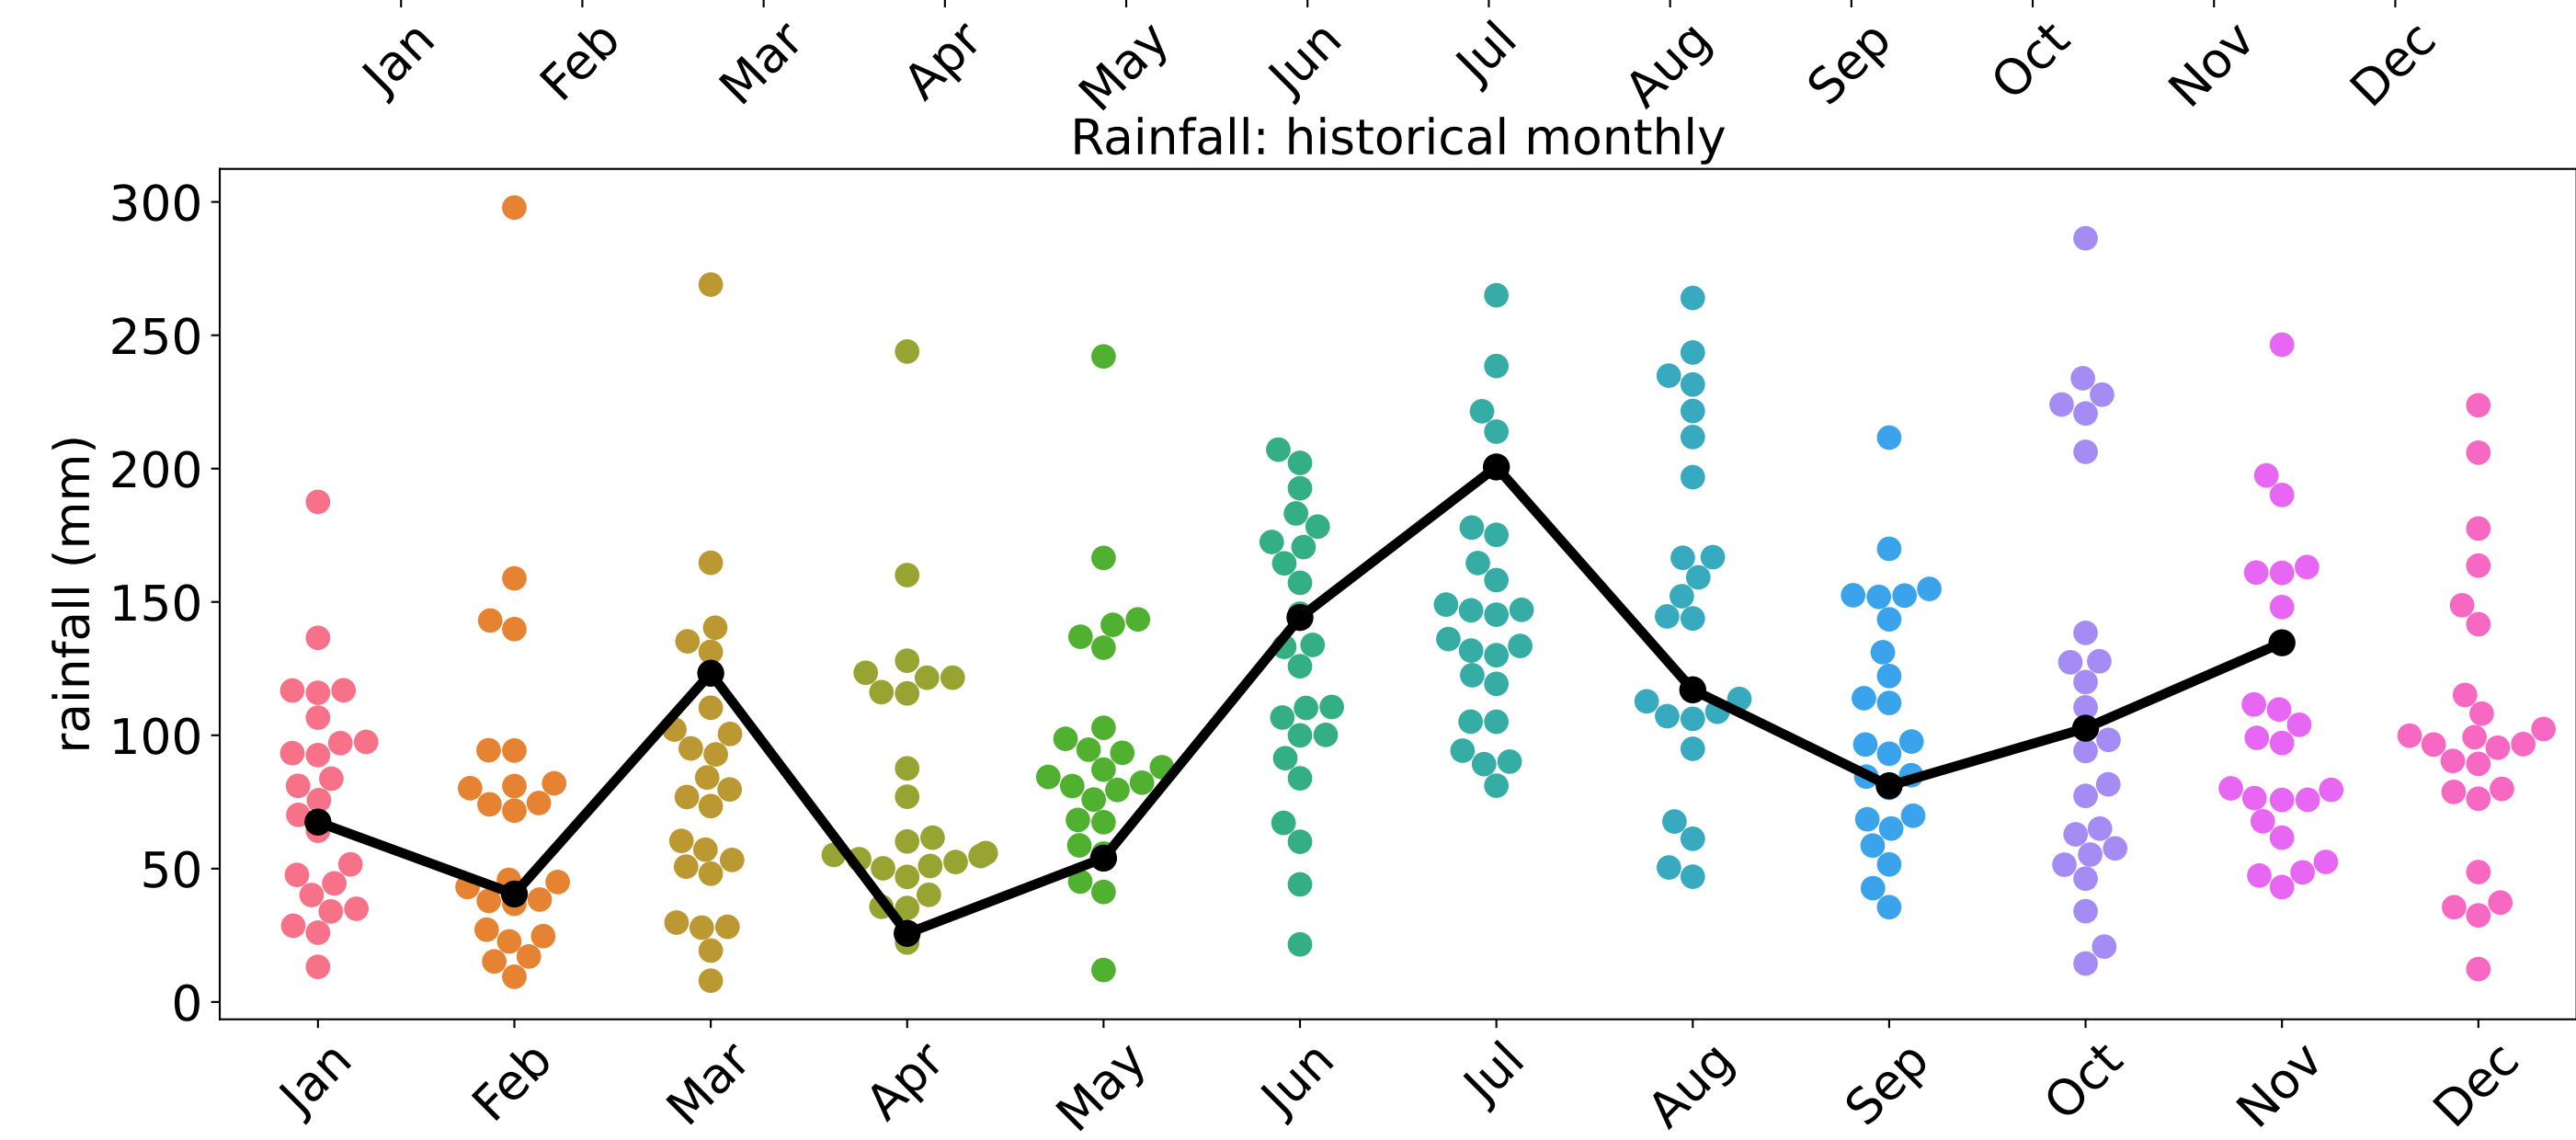 Jan Feb Mar Apr May Jun Jul Aug Sep Oct Nov Dec
Rainfall: historical monthly
rainfall (mm)
300
250
200
150
100
50
0
Jan Feb Mar Apr May Jun Jul Aug Sep Oct Nov Dec